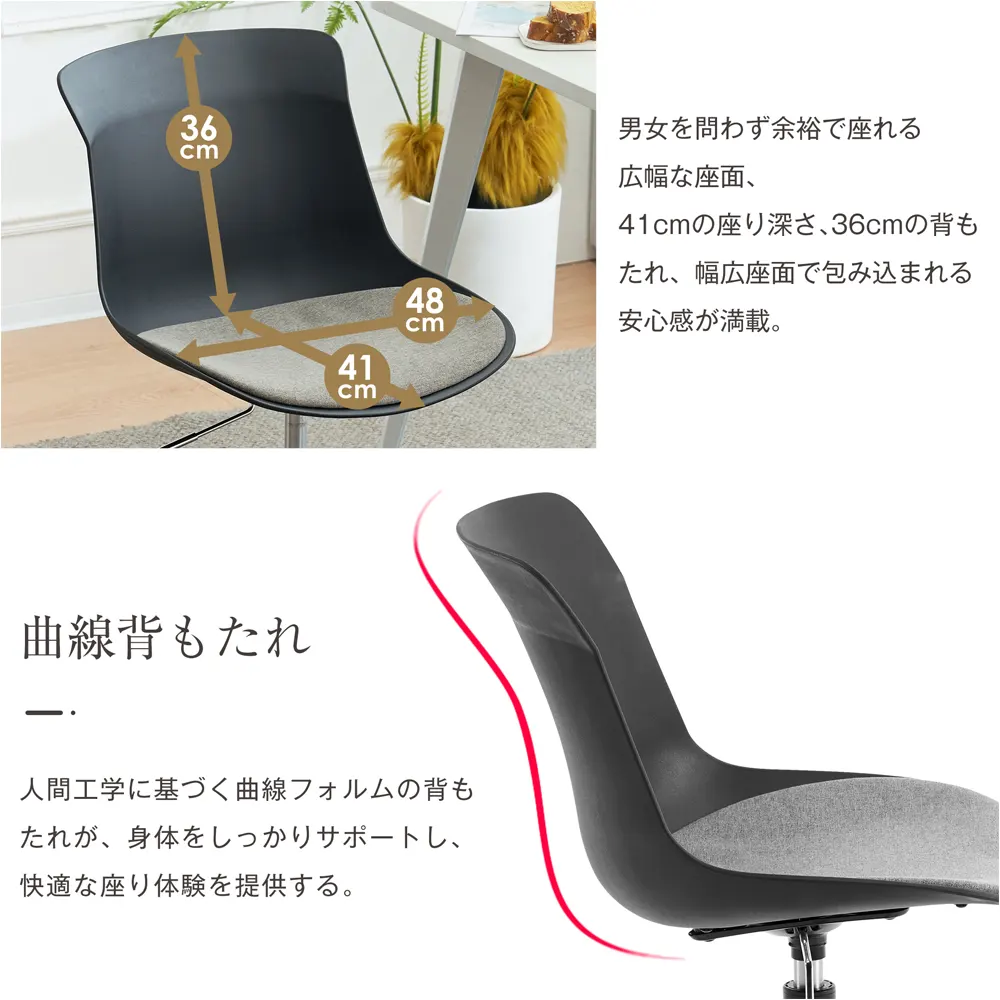 36
cm
48
cm
41
cm
男女を問わず余裕で座れる
広幅な座面、
41cmの座り深さ、36cmの背も
たれ、幅広座面で包み込まれる
安心感が満載。
曲線背もたれ
人間工学に基づく曲線フォルムの背も
たれが、身体をしっかりサポートし、
快適な座り体験を提供する。